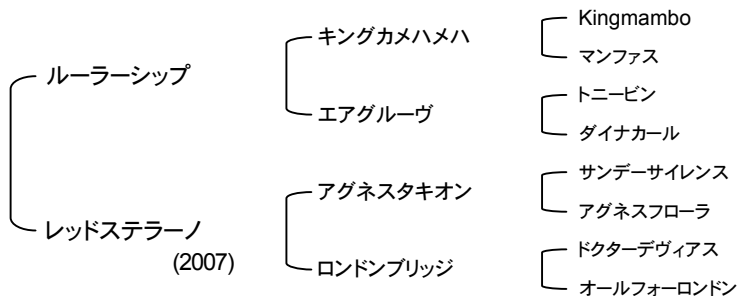 ルーラーシップ
レッドステラーノ
(2007)
キングカメハメハ
エアグルーヴ
アグネスタキオン
ロンドンブリッジ
Kingmambo
マンファス
トニービン
ダイナカール
サンデーサイレンス
アグネスフローラ
ドクターデヴィアス
オールフォーロンドン